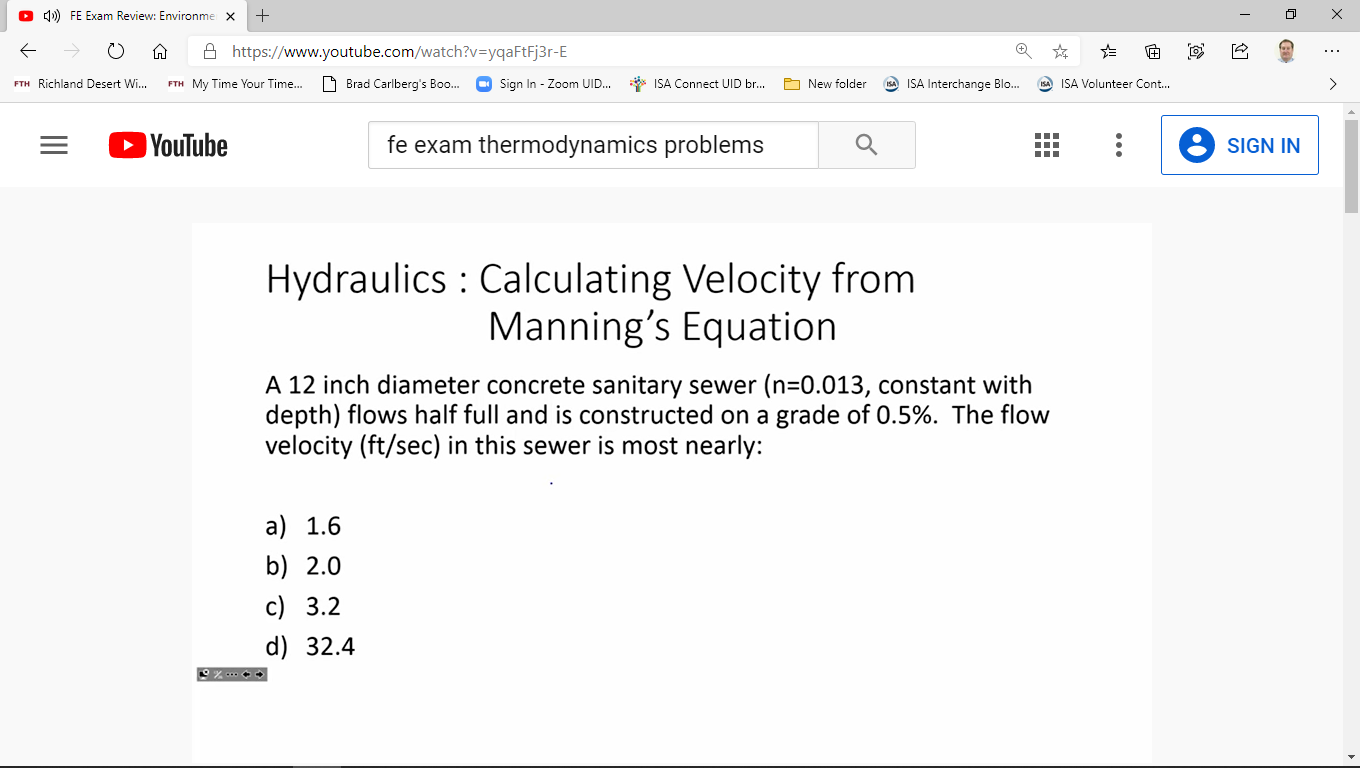 FE Exam Review: Environme
https://www.youtube.com/watch?v=yqaFtFj3r-E
FTH Richland Desert Wi... FTH My Time Your Time... Brad Carlberg's Boo... Sign In - Zoom UID... ISA Connect UID br... New folder ISA ISA Interchange Blo... ISA ISA Volunteer Cont...
YouTube fe exam thermodynamics problems SIGN IN
Hydraulics : Calculating Velocity from
Manning's Equation
A 12 inch diameter concrete sanitary sewer (n=0.013, constant with
depth) flows half full and is constructed on a grade of 0.5%. The flow
velocity (ft/sec) in this sewer is most nearly:
a) 1.6
b) 2.0
c) 3.2
d) 32.4